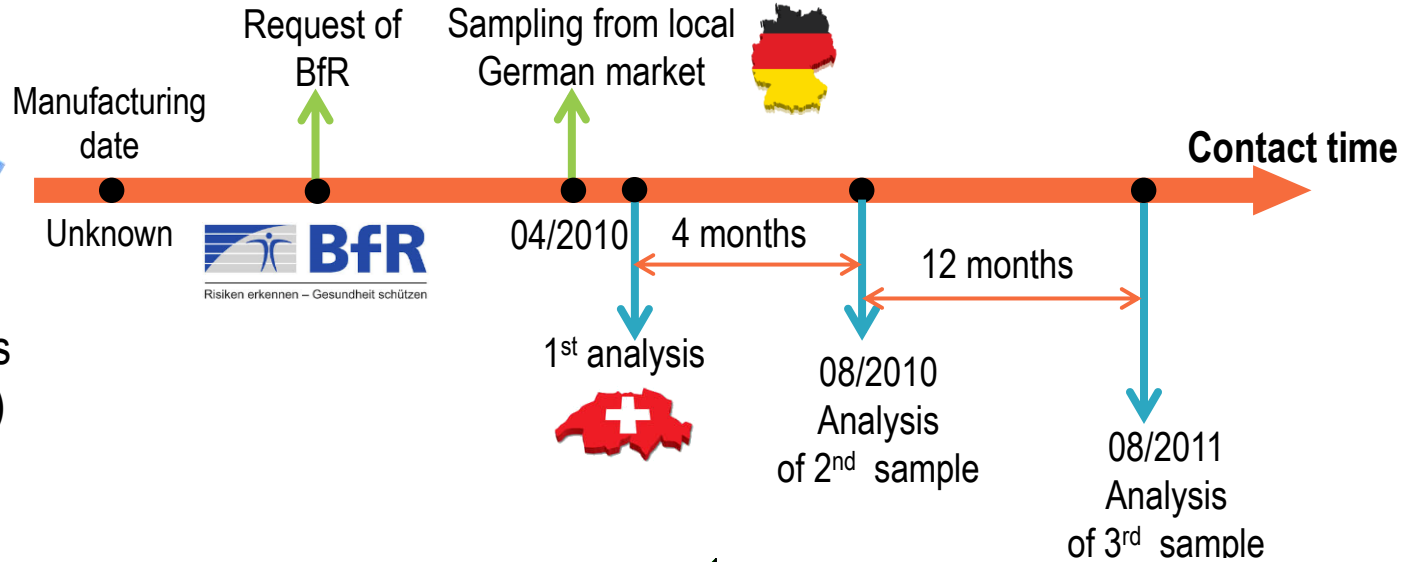 Request of
BfR
Sampling from local
German market
Manufacturing
date
Contact time
Unknown
BfR
Risiken erkennen – Gesundheit schützen
04/2010
4 months
12 months
1st analysis
08/2010
Analysis
of 2nd sample
08/2011
Analysis
of 3rd sample
s
)